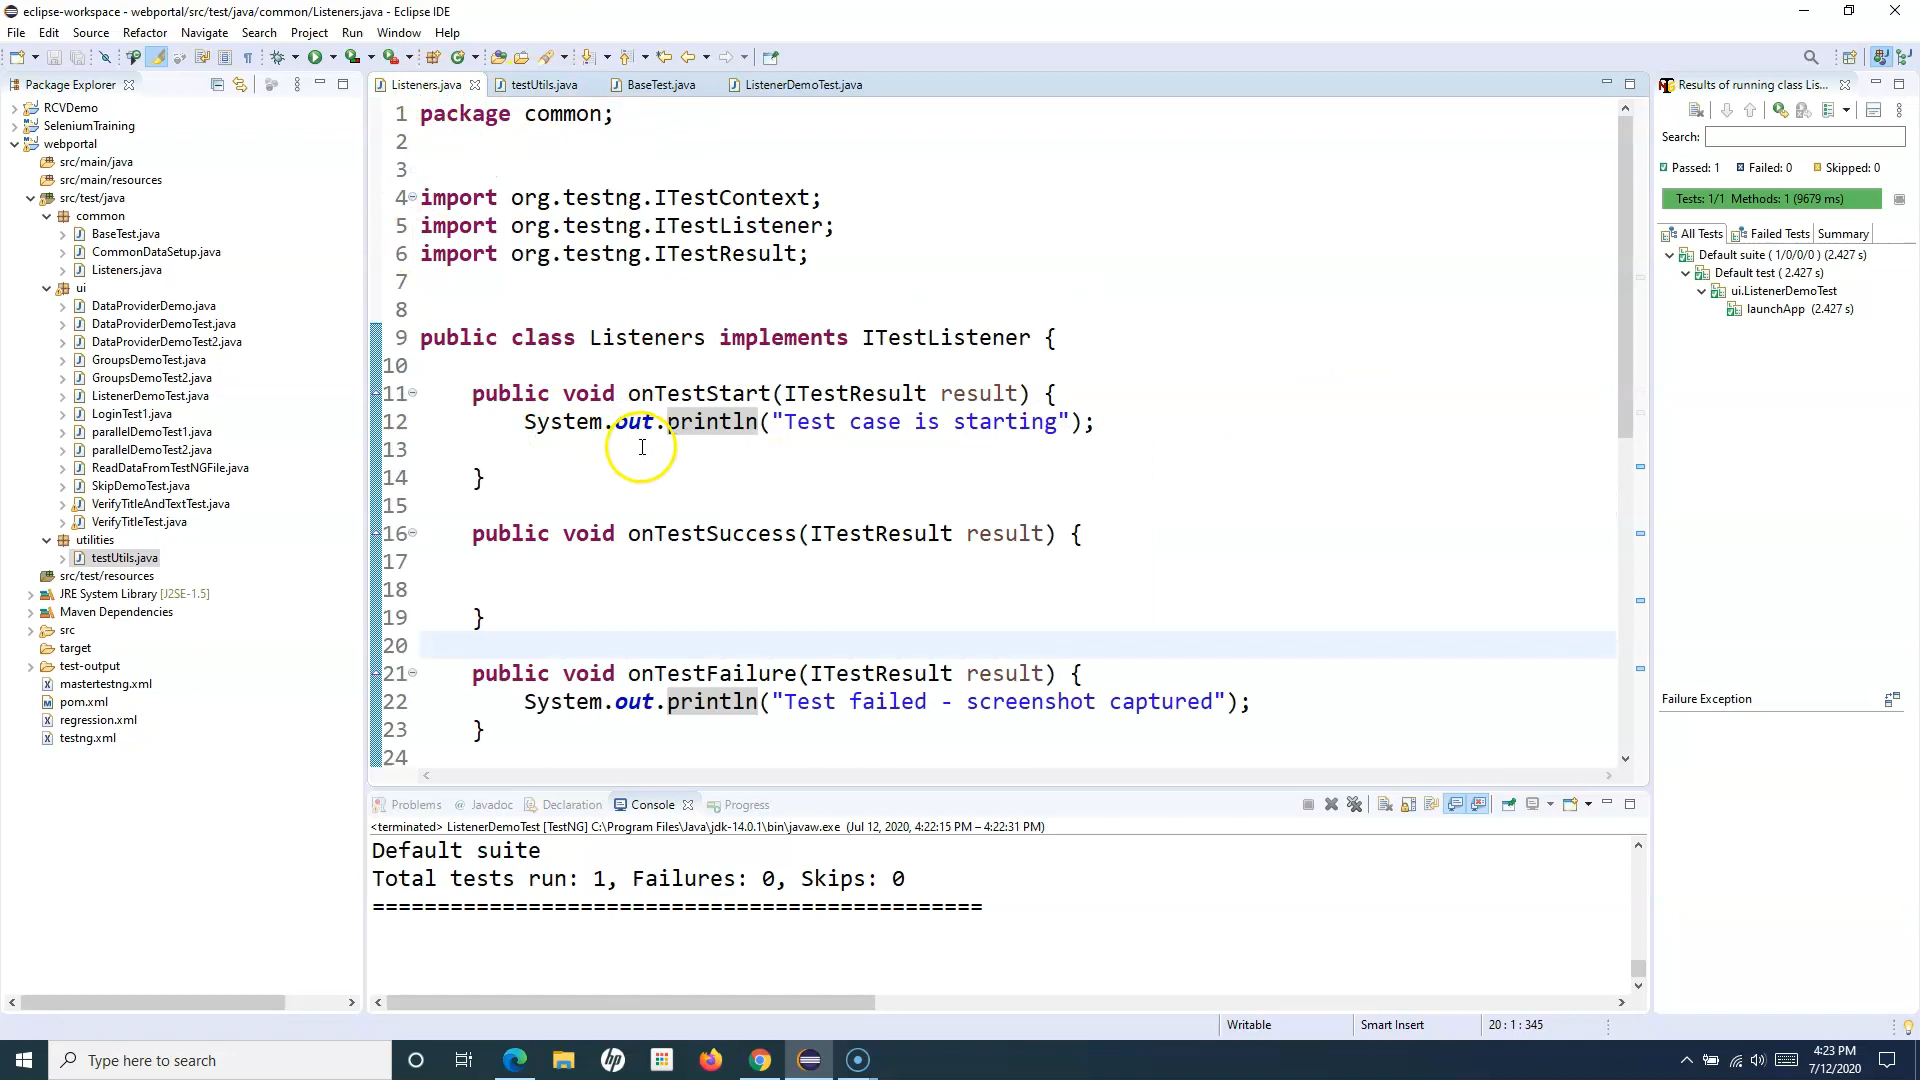 eclipse-workspace - webportal/src/test/java/common/Listeners.java - Eclipse IDE
File Edit Source Refactor Navigate Search Project Run Window Help
Package Explorer
RCVDemo
SeleniumTraining
webportal
src/main/java
src/main/resources
src/test/java
common
BaseTest.java
CommonDataSetup.java
Listeners.java
ui
DataProviderDemo.java
DataProviderDemoTest.java
DataProviderDemoTest2.java
GroupsDemoTest.java
GroupsDemoTest2.java
ListenerDemoTest.java
LoginTest1.java
parallelDemoTest1.java
parallelDemoTest2.java
ReadDataFromTestNGFile.java
SkipDemoTest.java
VerifyTitleAndTextTest.java
VerifyTitleTest.java
utilities
testUtils.java
src/test/resources
JRE System Library [J2SE-1.5]
Maven Dependencies
src
target
test-output
mastertestng.xml
pom.xml
regression.xml
testng.xml
Listeners.java testUtils.java BaseTest.java ListenerDemoTest.java
1 package common;
2
3
4 import org.testng.ITestContext;
5 import org.testng.ITestListener;
6 import org.testng.ITestResult;
7
8
9 public class Listeners implements ITestListener {
10
11 public void onTestStart(ITestResult result) {
12 System.out.println("Test case is starting");
13
14 }
15
16 public void onTestSuccess(ITestResult result) {
17
18
19 }
20
21 public void onTestFailure(ITestResult result) {
22 System.out.println("Test failed - screenshot captured");
23 }
24
Problems Javadoc Declaration Console Progress
<terminated> ListenerDemoTest [TestNG] C:\Program Files\Java\jdk-14.0.1\bin\javaw.exe (Jul 12, 2020, 4:22:15 PM – 4:22:31 PM)
Default suite
Total tests run: 1, Failures: 0, Skips: 0
===============================================
Results of running class Lis...
Search:
Passed: 1 Failed: 0 Skipped: 0
Tests: 1/1 Methods: 1 (9679 ms)
All Tests Failed Tests Summary
Default suite ( 1/0/0/0 ) (2.427 s)
Default test ( 2.427 s)
ui.ListenerDemoTest
launchApp (2.427 s)
Failure Exception
Writable Smart Insert 20 : 1 : 345
Type here to search
hp
4:23 PM
7/12/2020